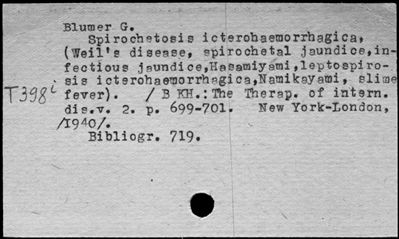 Blumer G.
Spirochetosis icterohaemorrhagica,
(Weil's disease, spirochetal jaundice,in-
fectious jaundice,Hasamiyami,leptospiro-
sis icterohaemorrhagica,Namikayami, slime
T398i fever). / B KH.:The Therap. of intern.
dis.v. 2. p. 699-701. New York-London,
/1940/.
Bibliogr. 719.